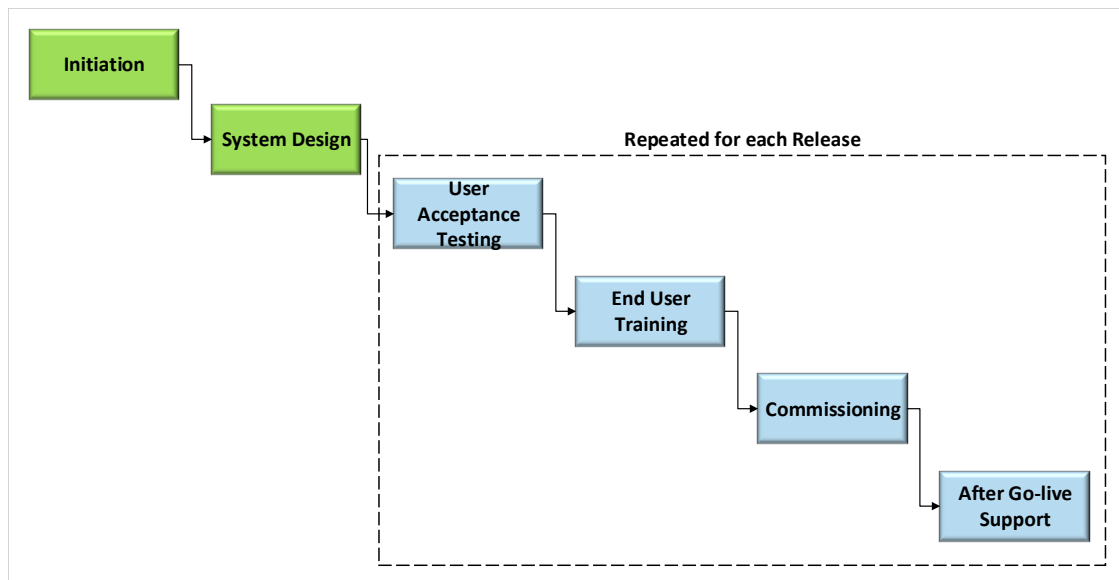 Initiation
System Design
Repeated for each Release
User
Acceptance
Testing
End User
Training
Commissioning
After Go-live
Support